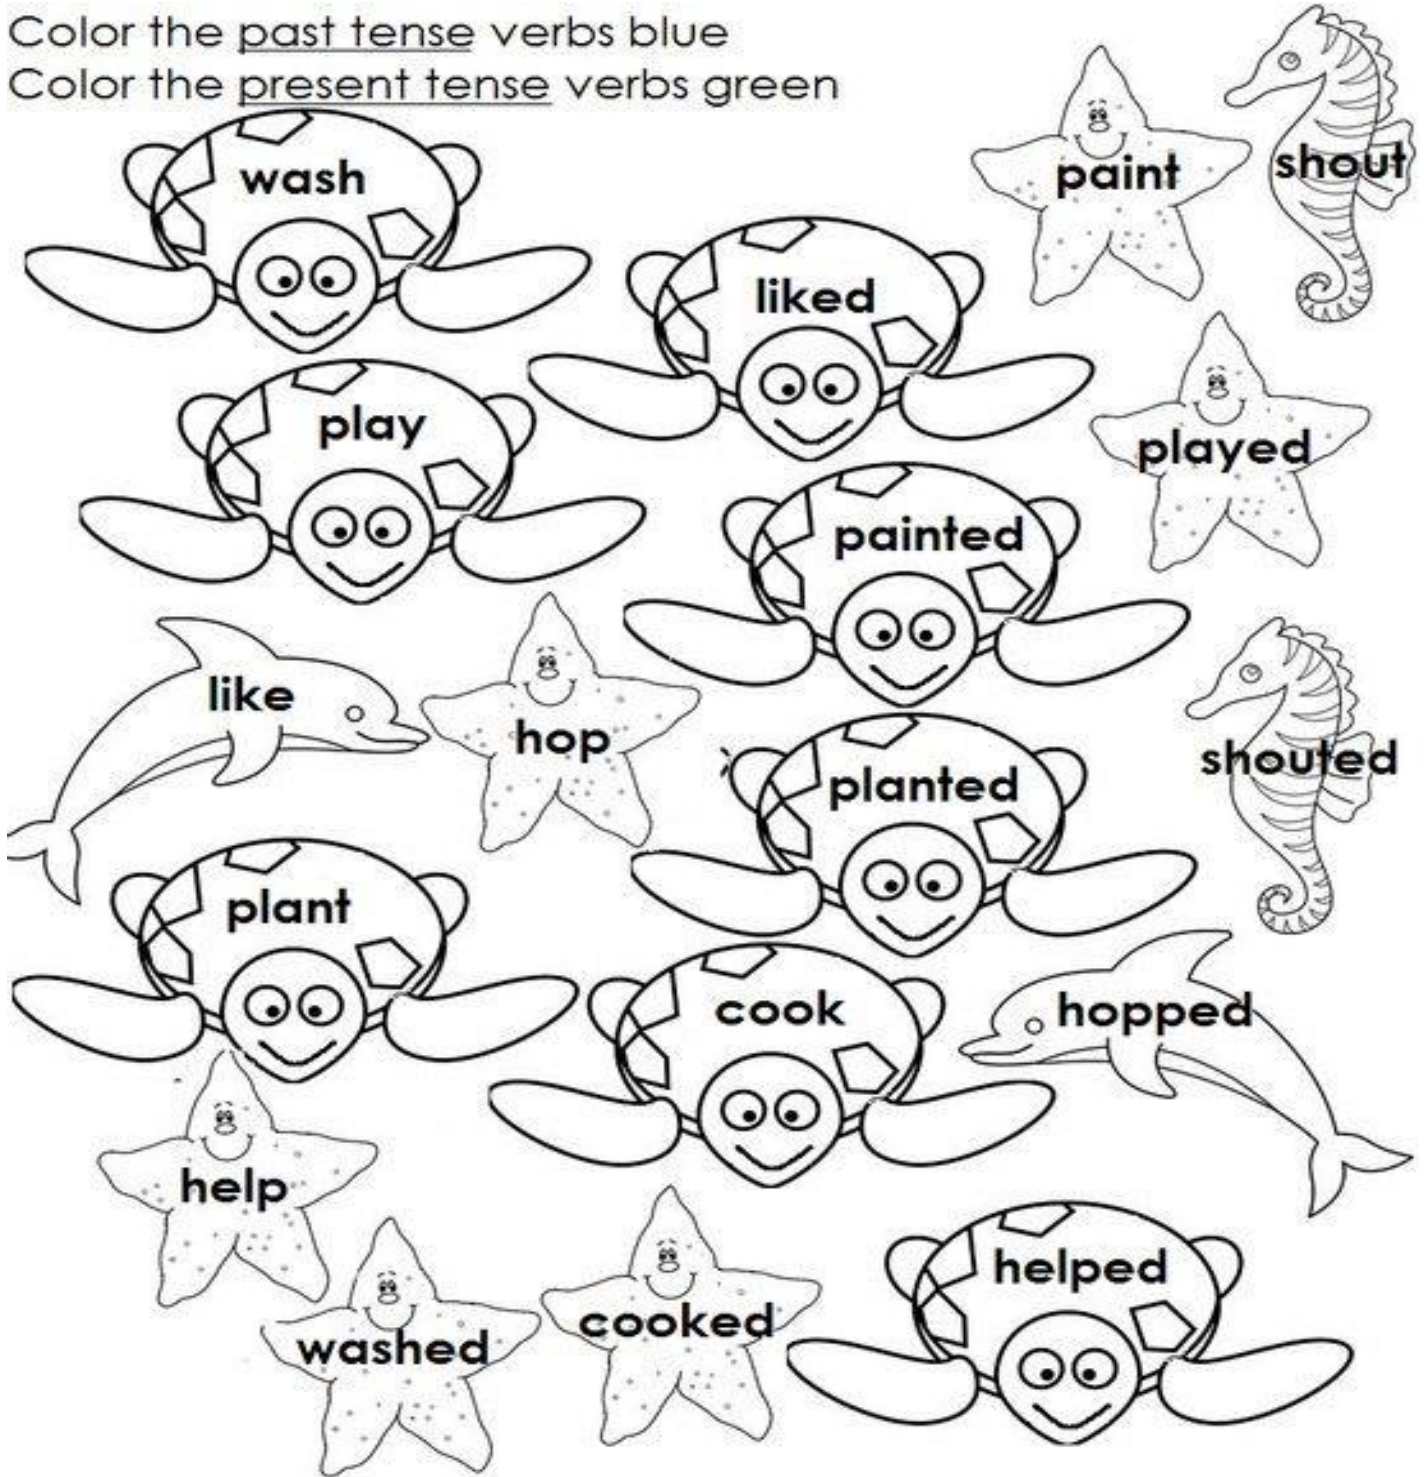 Color the past tense verbs blue
Color the present tense verbs green
wash
paint
shout
liked
play
played
painted
like
hop
shouted
planted
plant
cook
hopped
help
helped
cooked
washed